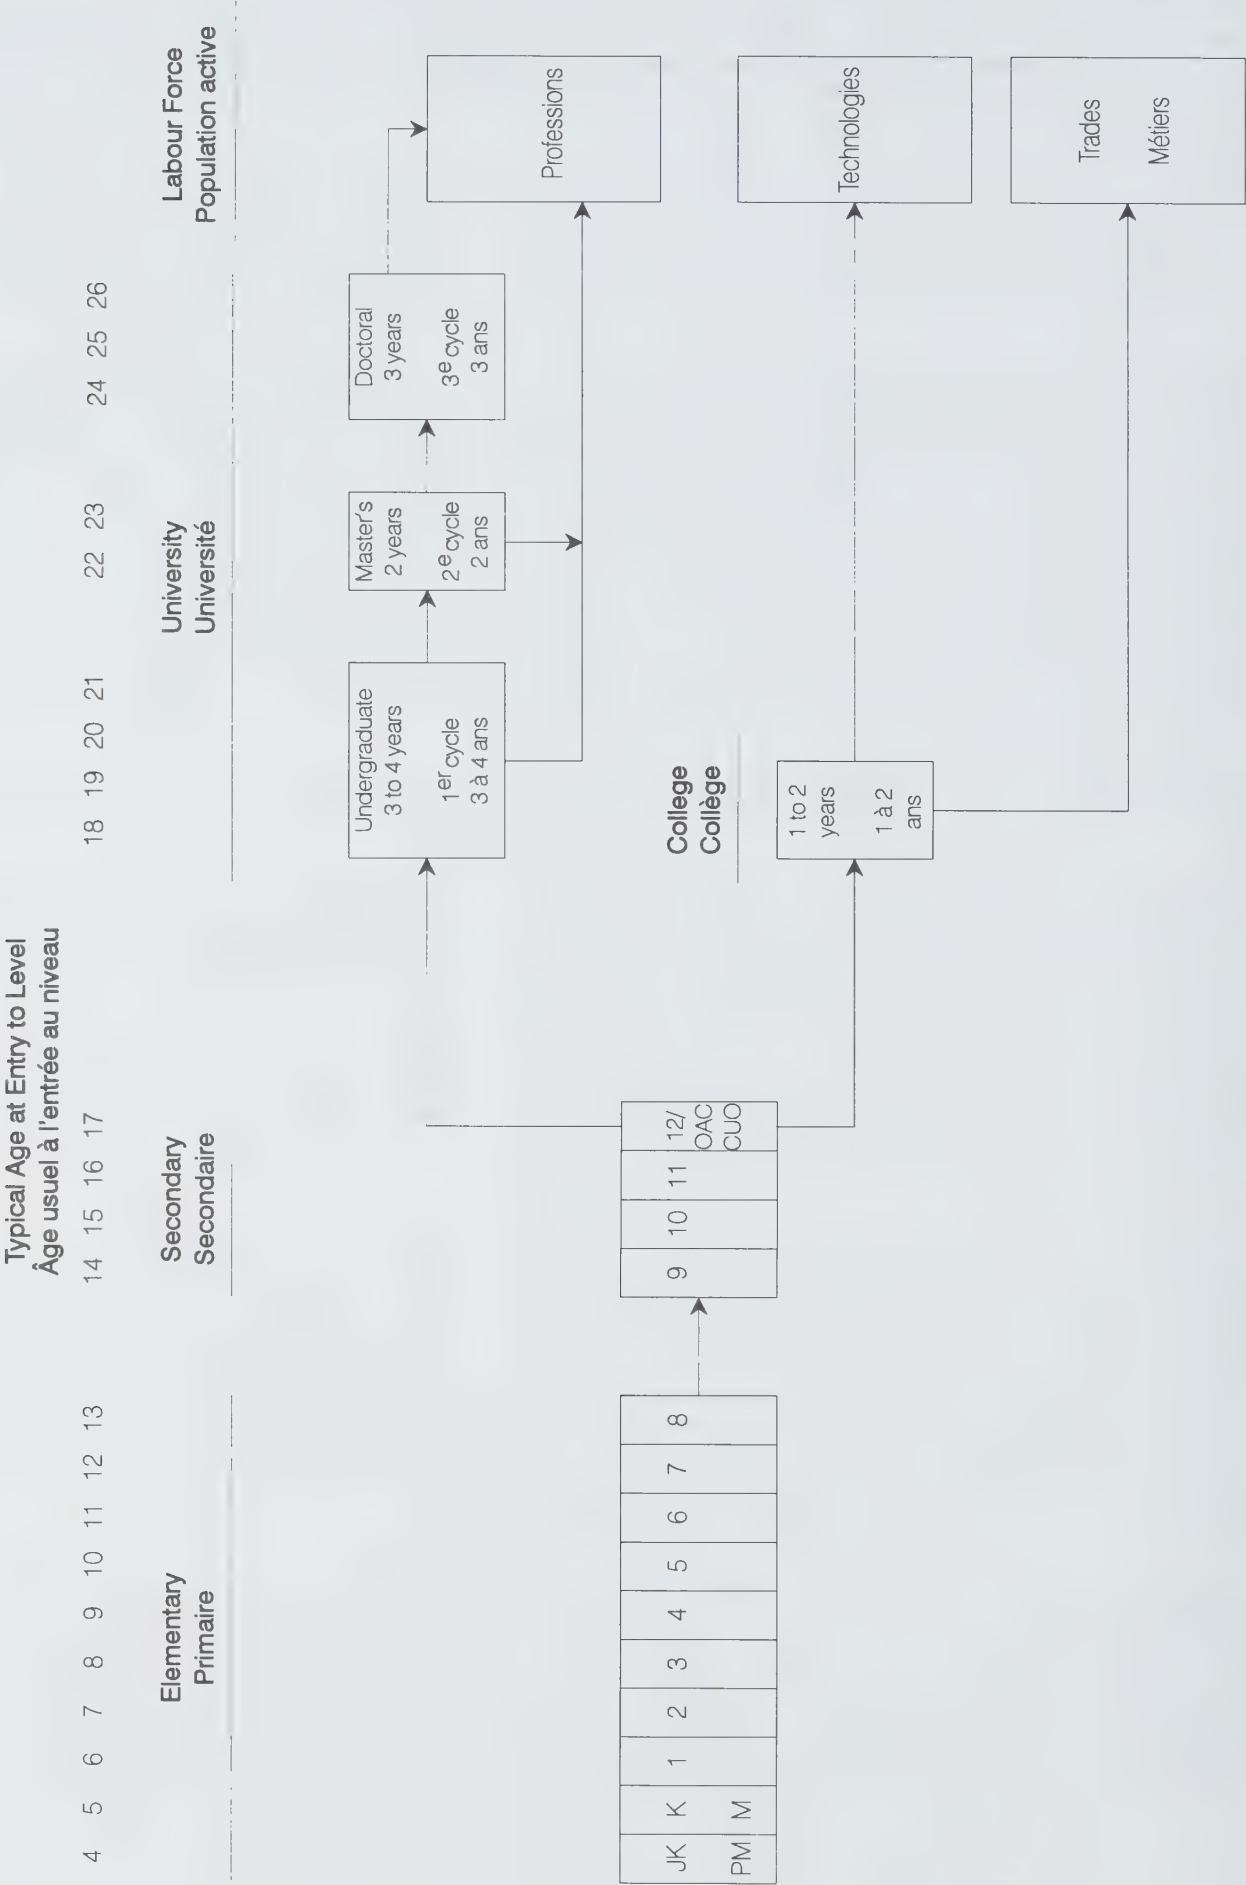 Typical Age at Entry to Level
Âge usuel à l'entrée au niveau
4 5 6 7 8 9 10 11 12 13 14 15 16 17 18 19 20 21 22 23 24 25 26
Elementary
Primaire
Secondary
Secondaire
University
Université
Labour Force
Population active
Undergraduate
3 to 4 years
1er cycle
3 à 4 ans
Master's
2 years
2e cycle
2 ans
Doctoral
3 years
3e cycle
3 ans
Professions
JK K 1 2 3 4 5 6 7 8
PM M
9 10 11 12/
OAC
CUO
College
Collège
1 to 2
years
1 à 2
ans
Technologies
Trades
Métiers